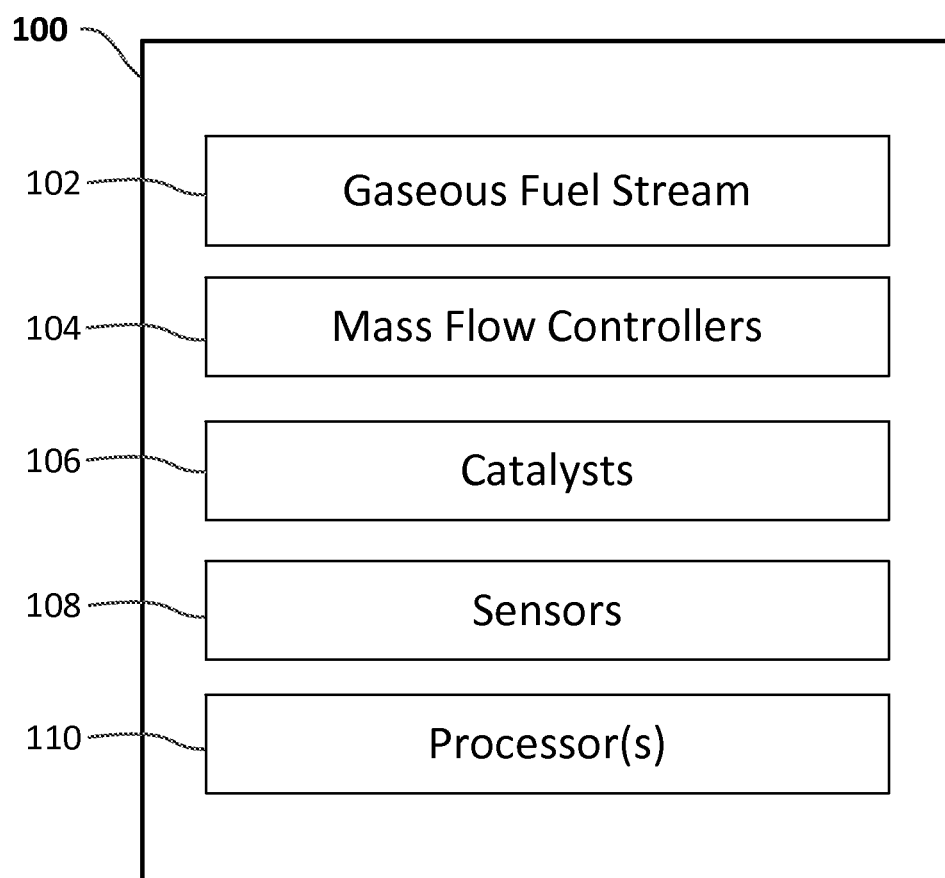 100
102 Gaseous Fuel Stream
104 Mass Flow Controllers
106 Catalysts
108 Sensors
110 Processor(s)